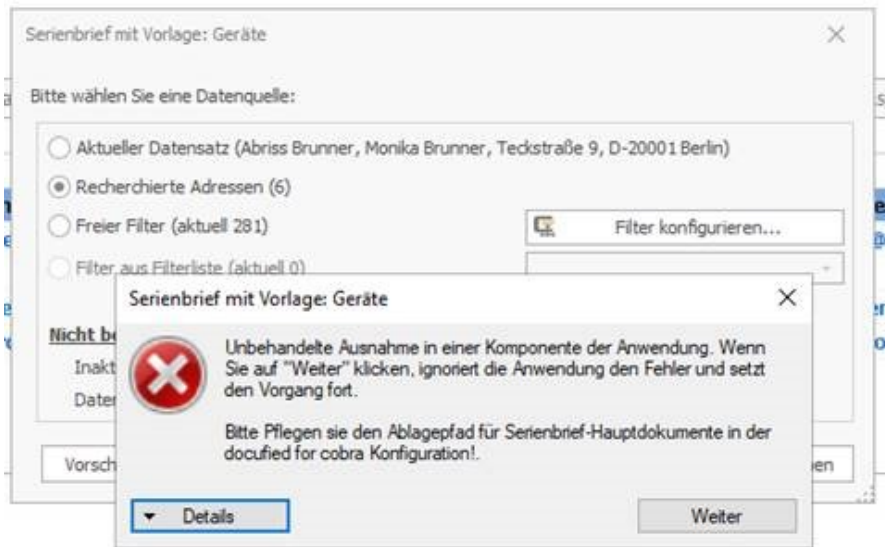 Serienbrief mit Vorlage: Geräte
Bitte wählen Sie eine Datenquelle:
Aktueller Datensatz (Abriss Brunner, Monika Brunner, Teckstraße 9, D-20001 Berlin)
Recherchierte Adressen (6)
Freier Filter (aktuell 281)
Filter konfigurieren...
Filter aus Filterliste (aktuell 0)
Serienbrief mit Vorlage: Geräte
Nicht be
Inakt
Daten
Unbehandelte Ausnahme in einer Komponente der Anwendung. Wenn
Sie auf "Weiter" klicken, ignoriert die Anwendung den Fehler und setzt
den Vorgang fort.
Bitte Pflegen sie den Ablagepfad für Serienbrief-Hauptdokumente in der
docufied for cobra Konfiguration!.
Vorsch
en
Details
Weiter